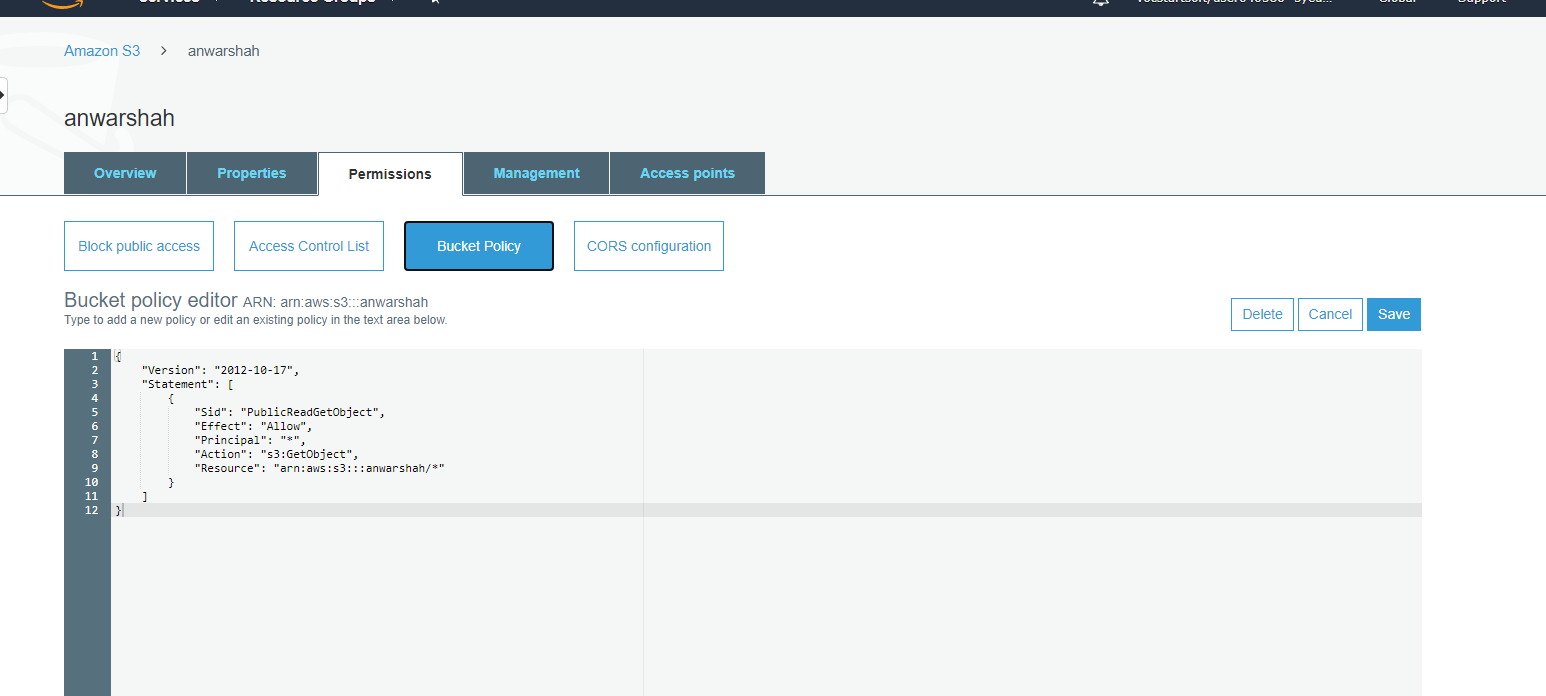 Services
Resource Groups
Global
Support
Amazon S3 > anwarshah
anwarshah
Overview
Properties
Permissions
Management
Access points
Block public access
Access Control List
Bucket Policy
CORS configuration
Bucket policy editor ARN: arn:aws:s3:::anwarshah
Type to add a new policy or edit an existing policy in the text area below.
Delete
Cancel
Save
1 {
2 "Version": "2012-10-17",
3 "Statement": [
4 {
5 "Sid": "PublicReadGetObject",
6 "Effect": "Allow",
7 "Principal": "*",
8 "Action": "s3:GetObject",
9 "Resource": "arn:aws:s3:::anwarshah/*"
10 }
11 ]
12 }